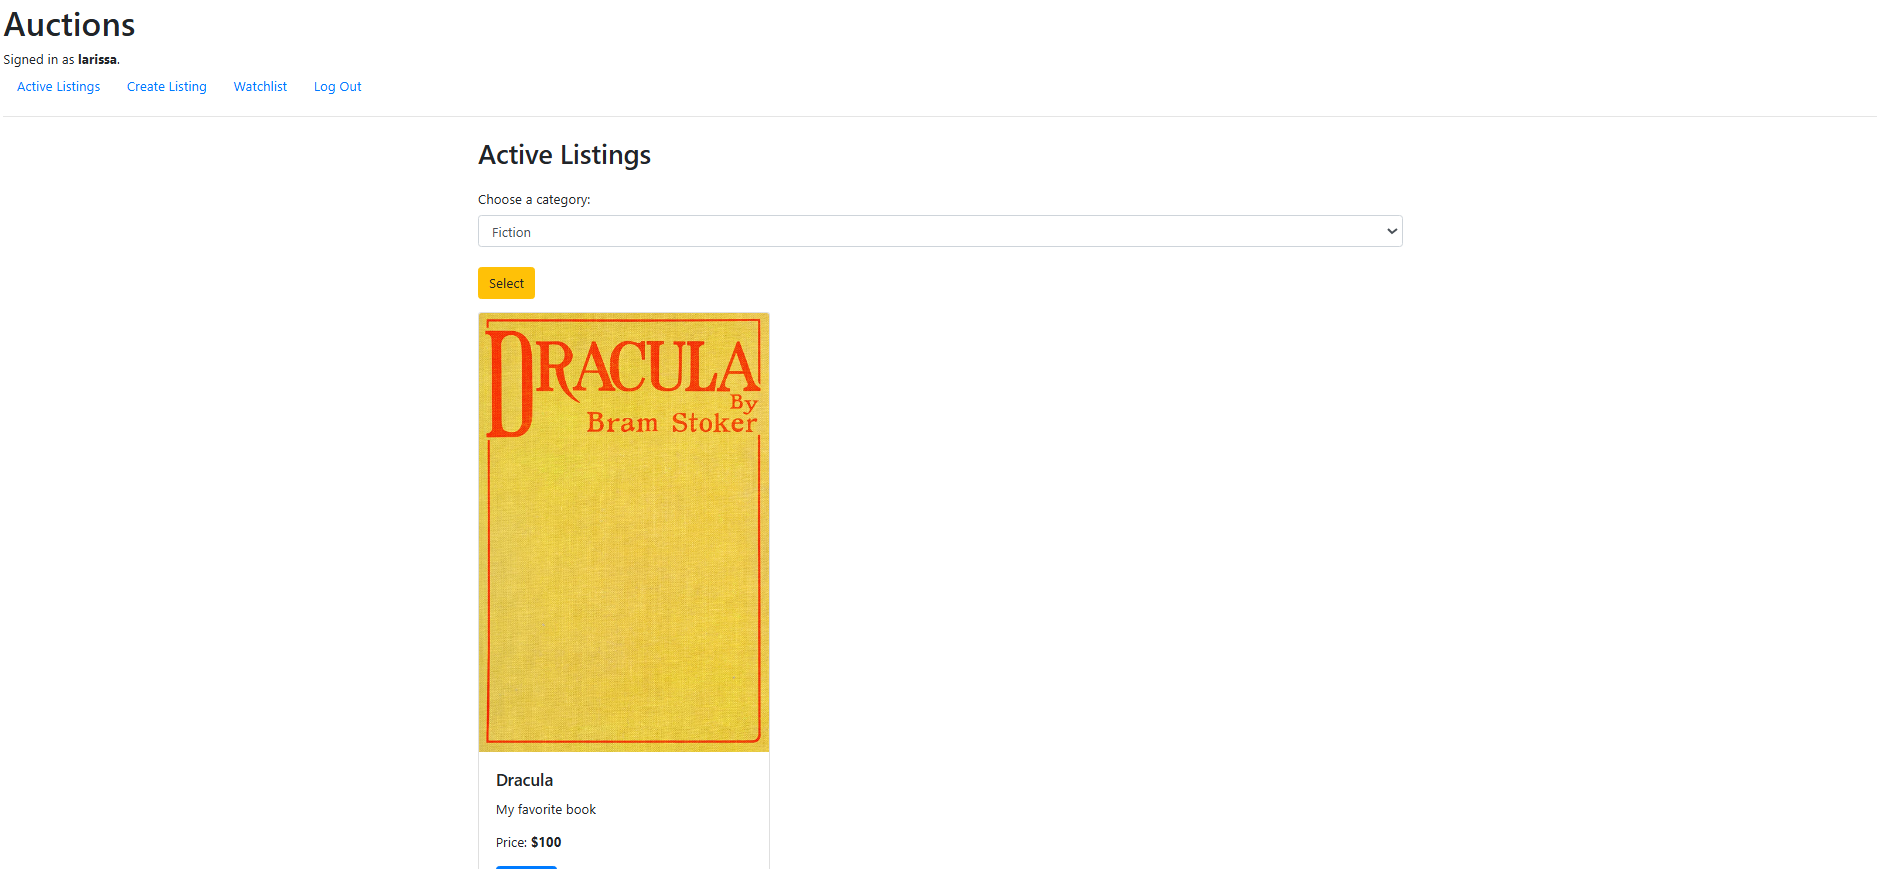 Auctions
Signed in as larissa.
Active Listings Create Listing Watchlist Log Out
Active Listings
Choose a category:
Fiction
Select
DRACULA
By
Bram Stoker
Dracula
My favorite book
Price: $100